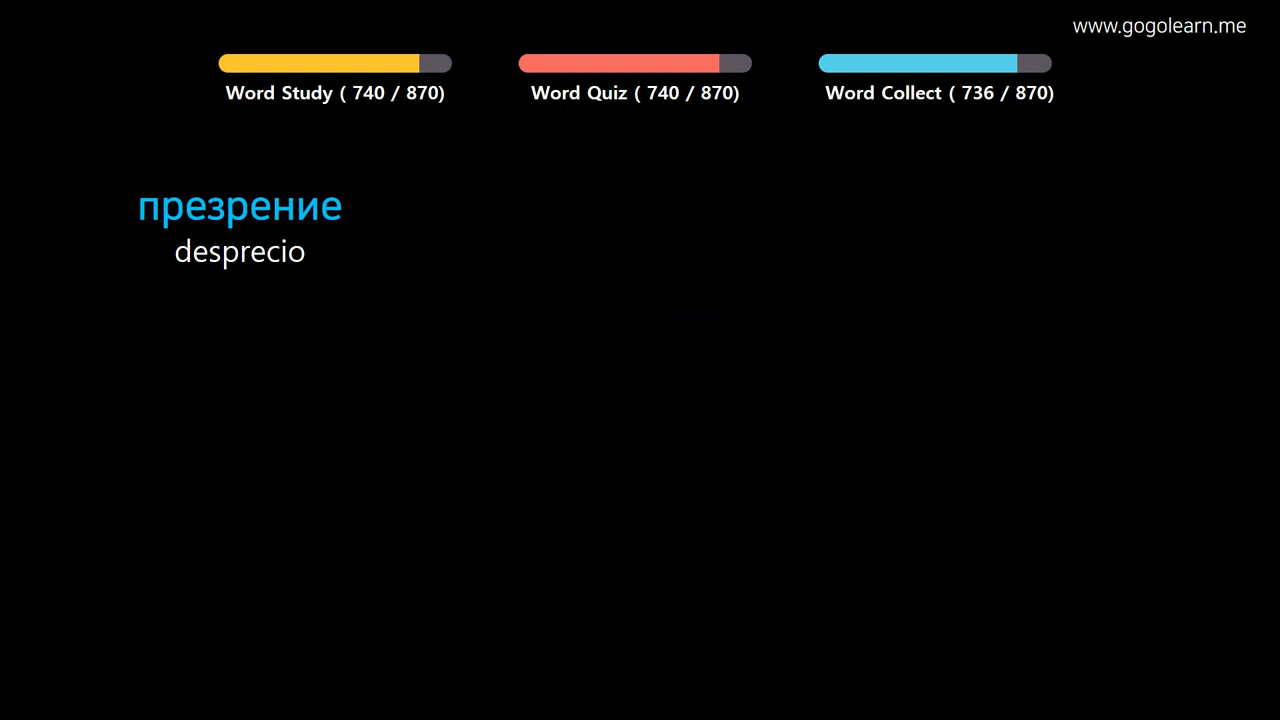 www.gogolearn.me
Word Study ( 740 / 870)
Word Quiz ( 740 / 870)
Word Collect ( 736 / 870)
презрение
desprecio